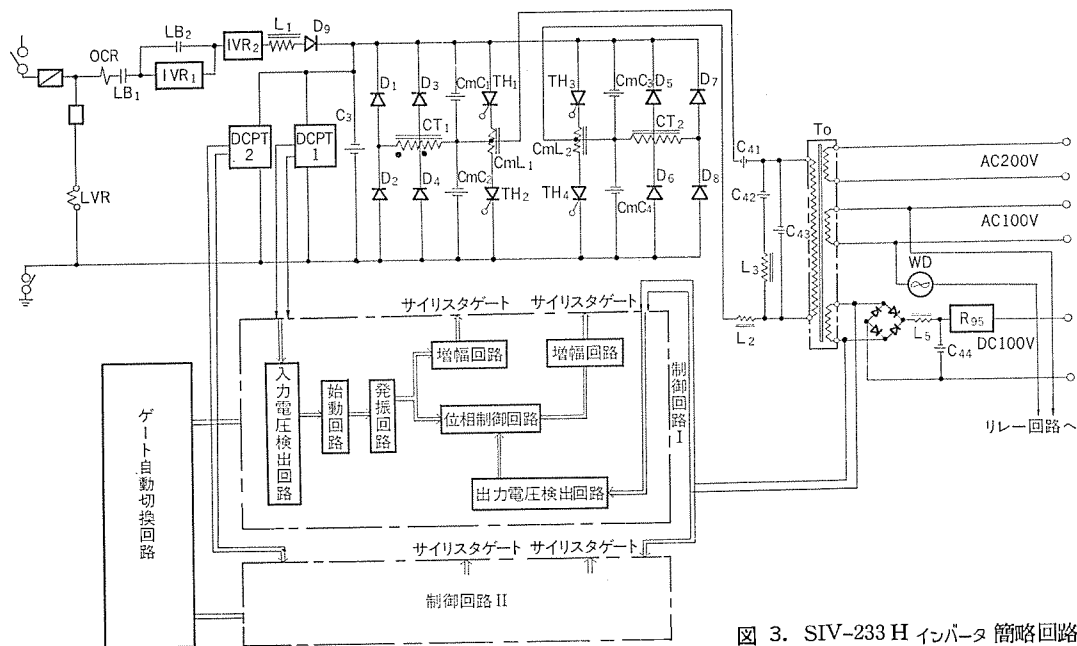 OCR
LB₁
LB₂
IVR₁
IVR₂
L₁
D₉
LVR
DCPT
2
DCPT
1
C₃
D₁
D₃
CmC₁
TH₁
D₂
D₄
CT₁
CmC₂
CmL₁
TH₂
TH₃
CmC₃
D₅
D₇
CmL₂
CT₂
TH₄
CmC₄
D₆
D₈
C₄₁
C₄₂
C₄₃
L₃
L₂
To
AC200V
AC100V
WD
L₅
R₉₅
C₄₄
DC100V
リレー回路へ
サイリスタゲート
サイリスタゲート
増幅回路
増幅回路
入力電圧検出回路
始動回路
発振回路
位相制御回路
出力電圧検出回路
制御回路I
ゲート自動切換回路
サイリスタゲート
サイリスタゲート
制御回路II
図 3. SIV-233 H インバータ 簡略回路